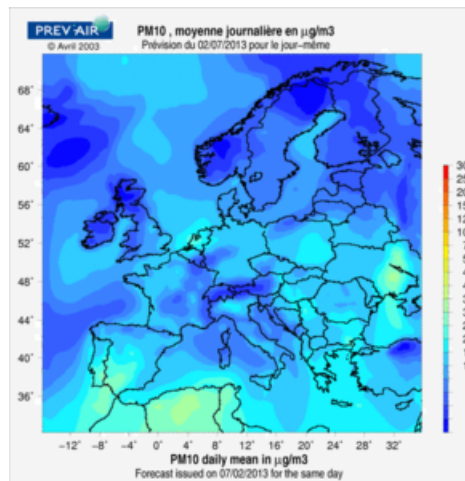 PREV'AIR
© Avril 2003
PM10 , moyenne journalière en µg/m3
Prévision du 02/07/2013 pour le jour-même
68°
64°
60°
56°
52°
48°
44°
40°
36°
−12° −8° −4° 0° 4° 8° 12° 16° 20° 24° 28° 32°
PM10 daily mean in µg/m3
Forecast issued on 07/02/2013 for the same day